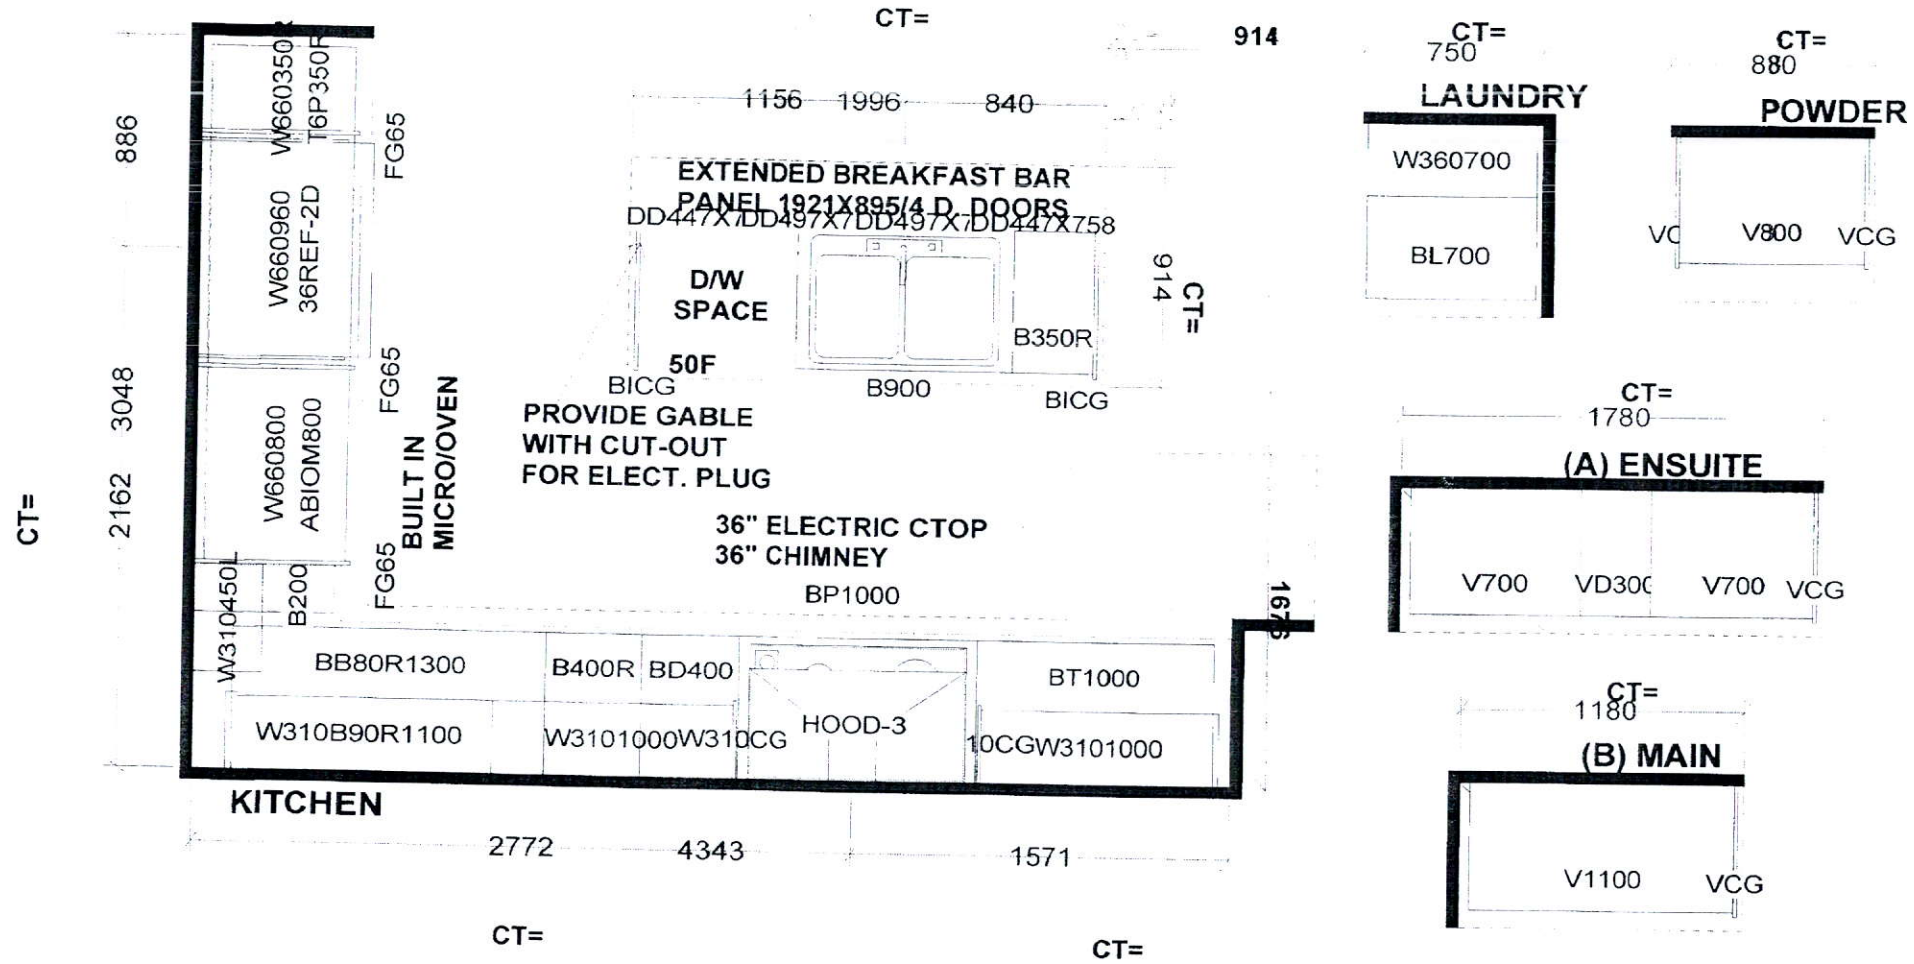 CT=
914
1156 1996 840
EXTENDED BREAKFAST BAR
PANEL 1921X895/4 D. DOORS
DD447X7DD497X7DD497X7DD447X758
D/W
SPACE
50F
BICG
B900
B350R
BICG
914
CT=
PROVIDE GABLE
WITH CUT-OUT
FOR ELECT. PLUG
36" ELECTRIC CTOP
36" CHIMNEY
BP1000
W660350R
T6P350R
FG65
W660960
36REF-2D
FG65
W660800
ABIOM800
BUILT IN
MICRO/OVEN
FG65
W310450L
B200
886
3048
2162
CT=
BB80R1300
B400R
BD400
BT1000
W310B90R1100
W3101000W310CG
HOOD-3
10CGW3101000
1676
KITCHEN
2772 4343 1571
CT=
CT=
CT=
750
LAUNDRY
W360700
BL700
CT=
880
POWDER
VC
V800
VCG
CT=
1780
(A) ENSUITE
V700
VD300
V700
VCG
CT=
1180
(B) MAIN
V1100
VCG